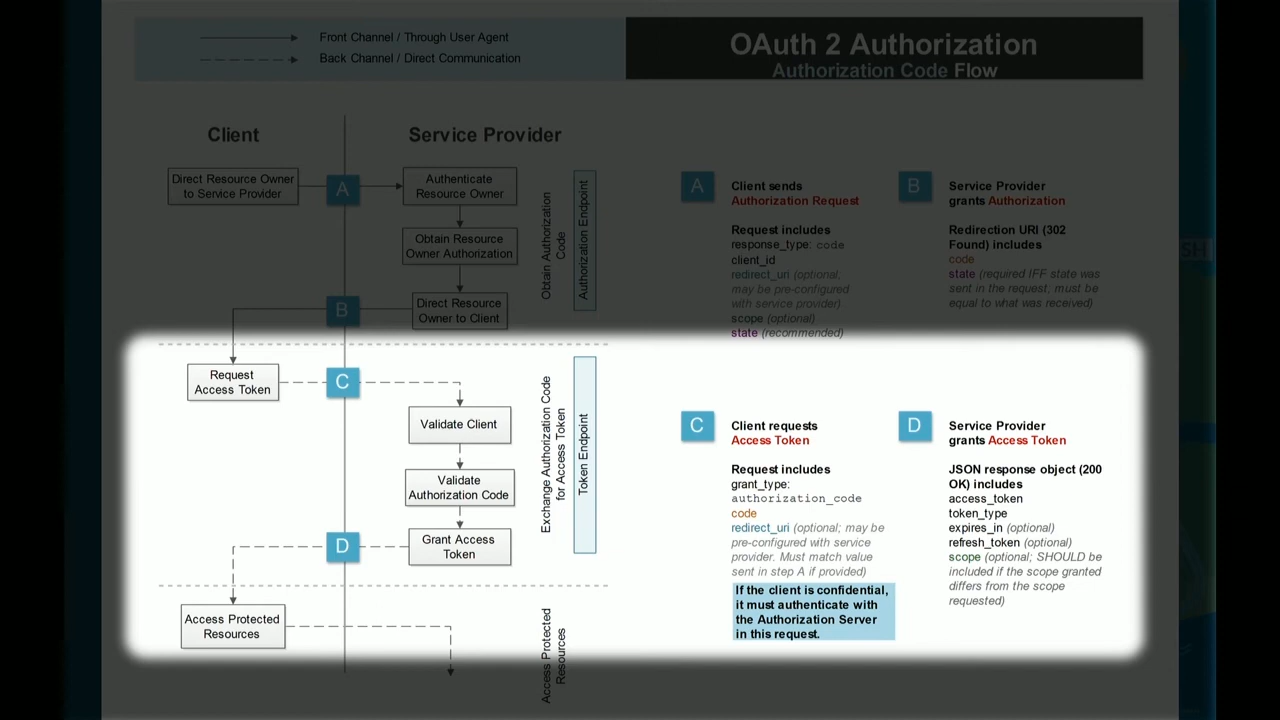 Front Channel / Through User Agent
Back Channel / Direct Communication
OAuth 2 Authorization
Authorization Code Flow
Client
Service Provider
Direct Resource Owner
to Service Provider
A
Authenticate
Resource Owner
Obtain Resource
Owner Authorization
Direct Resource
Owner to Client
B
Obtain Authorization
Code
Authorization Endpoint
A
Client sends
Authorization Request
Request includes
response_type: code
client_id
redirect_uri (optional,
may be pre-configured
with service provider)
scope (optional)
state (recommended)
B
Service Provider
grants Authorization
Redirection URI (302
Found) includes
code
state (required IFF state was
sent in the request, must be
equal to what was received)
5H
Request
Access Token
C
Validate Client
Validate
Authorization Code
Grant Access
Token
D
Exchange Authorization Code
for Access Token
Token Endpoint
C
Client requests
Access Token
Request includes
grant_type:
authorization_code
code
redirect_uri (optional; may be
pre-configured with service
provider. Must match value
sent in step A if provided)
If the client is confidential,
it must authenticate with
the Authorization Server
in this request.
D
Service Provider
grants Access Token
JSON response object (200
OK) includes
access_token
token_type
expires_in (optional)
refresh_token (optional)
scope (optional; SHOULD be
included if the scope granted
differs from the scope
requested)
Access Protected
Resources
Access Protected
Resources